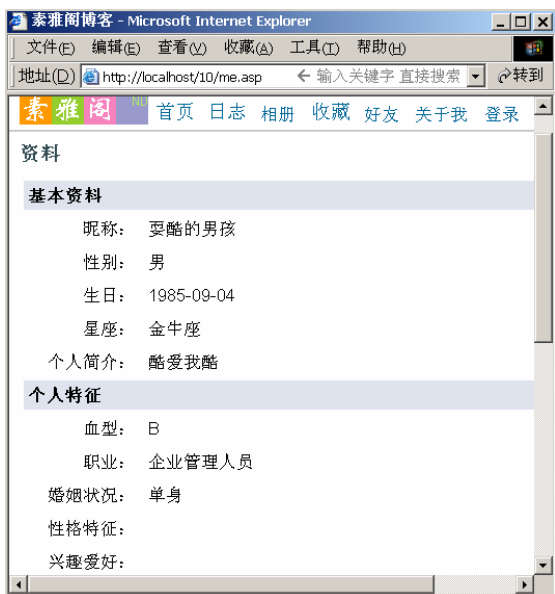 素雅阁博客 - Microsoft Internet Explorer
文件(F) 编辑(E) 查看(V) 收藏(A) 工具(T) 帮助(H)
地址(D) http://localhost/10/me.asp 输入关键字 直接搜索 转到
素雅阁 ND 首页 日志 相册 收藏 好友 关于我 登录
资料
基本资料
昵称： 耍酷的男孩
性别： 男
生日： 1985-09-04
星座： 金牛座
个人简介： 酷爱我酷
个人特征
血型： B
职业： 企业管理人员
婚姻状况： 单身
性格特征：
兴趣爱好：